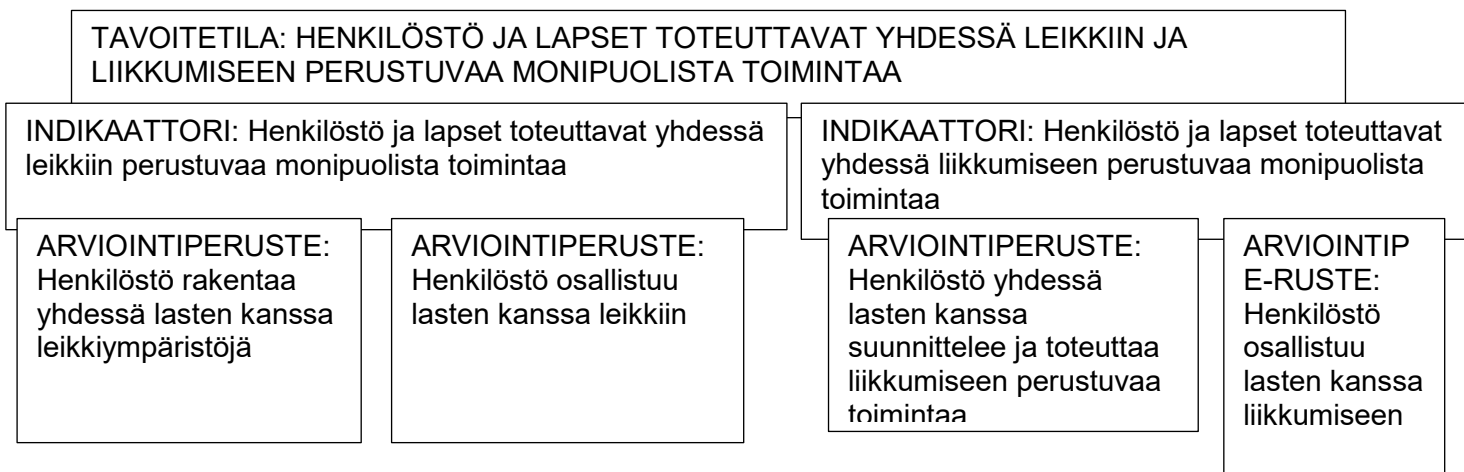 TAVOITETILA: HENKILÖSTÖ JA LAPSET TOTEUTTAVAT YHDESSÄ LEIKKIIN JA
LIIKKUMISEEN PERUSTUVAA MONIPUOLISTA TOIMINTAA
INDIKAATTORI: Henkilöstö ja lapset toteuttavat yhdessä
leikkiin perustuvaa monipuolista toimintaa
INDIKAATTORI: Henkilöstö ja lapset toteuttavat
yhdessä liikkumiseen perustuvaa monipuolista
toimintaa
ARVIOINTIPERUSTE:
Henkilöstö rakentaa
yhdessä lasten kanssa
leikkiympäristöjä
ARVIOINTIPERUSTE:
Henkilöstö osallistuu
lasten kanssa leikkiin
ARVIOINTIPERUSTE:
Henkilöstö yhdessä
lasten kanssa
suunnittelee ja toteuttaa
liikkumiseen perustuvaa
toimintaa
ARVIOINTIP
E-RUSTE:
Henkilöstö
osallistuu
lasten kanssa
liikkumiseen